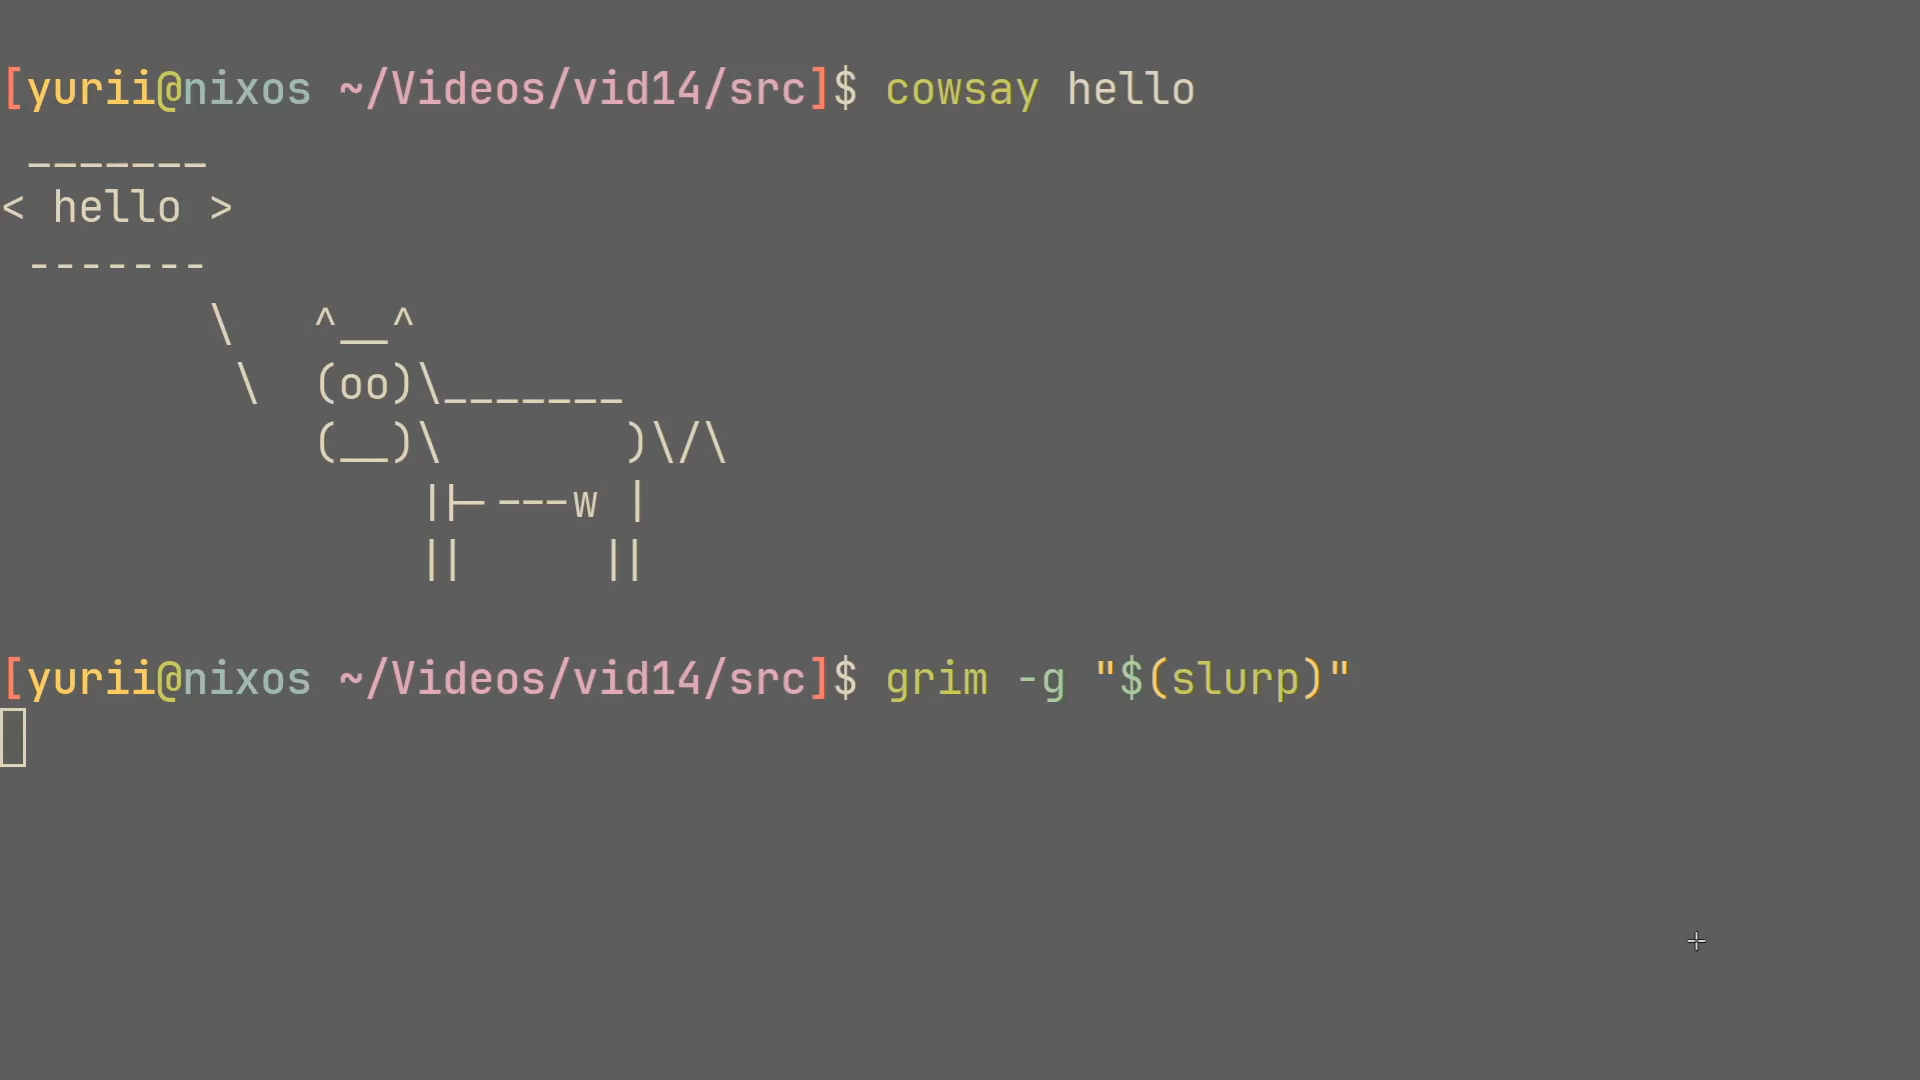 [yurii@nixos ~/Videos/vid14/src]$ cowsay hello
 _______
< hello >
 -------
        \   ^__^
         \  (oo)\_______
            (__)\       )\/\
                ||----w |
                ||     ||
[yurii@nixos ~/Videos/vid14/src]$ grim -g "$(slurp)"